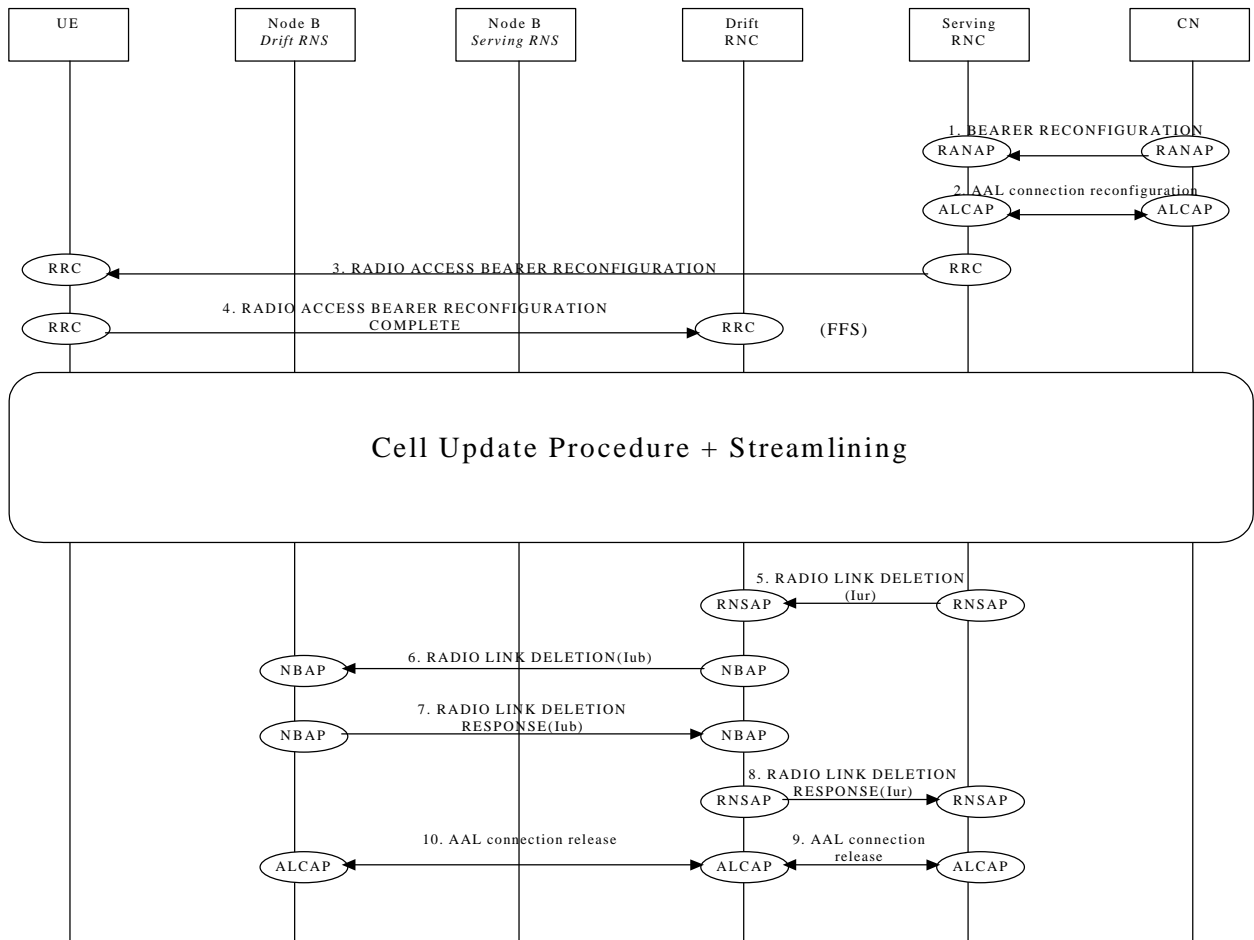 UE
Node B
Drift RNS
Node B
Serving RNS
Drift
RNC
Serving
RNC
CN
1. BEARER RECONFIGURATION
RANAP
RANAP
2. AAL connection reconfiguration
ALCAP
ALCAP
RRC
3. RADIO ACCESS BEARER RECONFIGURATION
RRC
4. RADIO ACCESS BEARER RECONFIGURATION
COMPLETE
RRC
RRC
(FFS)
Cell Update Procedure + Streamlining
5. RADIO LINK DELETION
(Iur)
RNSAP
RNSAP
6. RADIO LINK DELETION(Iub)
NBAP
NBAP
7. RADIO LINK DELETION
RESPONSE(Iub)
NBAP
NBAP
8. RADIO LINK DELETION
RESPONSE(Iur)
RNSAP
RNSAP
10. AAL connection release
9. AAL connection
release
ALCAP
ALCAP
ALCAP